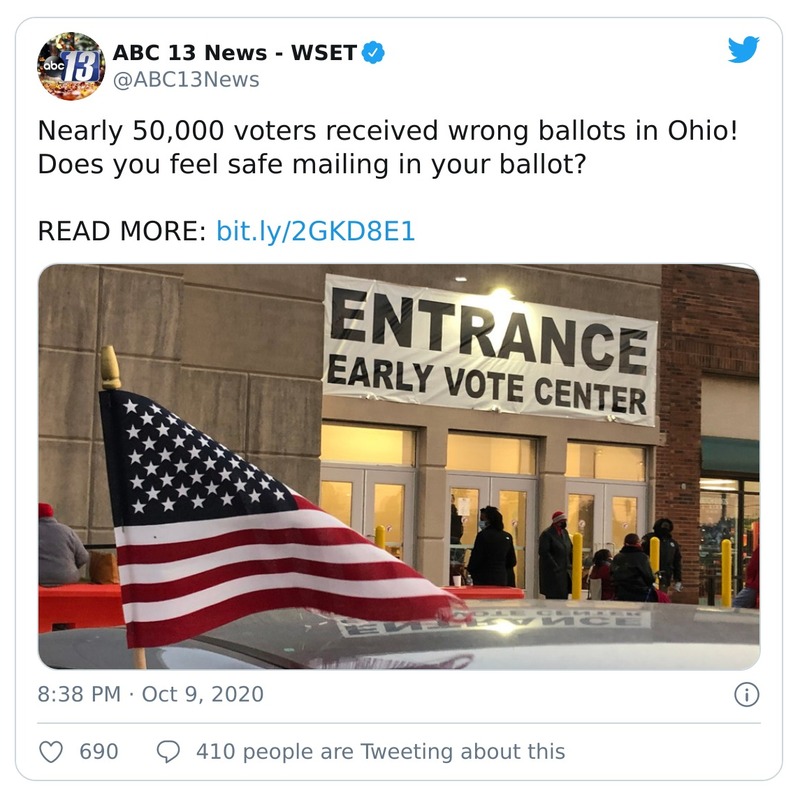 abc 13
ABC 13 News - WSET
@ABC13News
Nearly 50,000 voters received wrong ballots in Ohio!
Does you feel safe mailing in your ballot?
READ MORE: bit.ly/2GKD8E1
ENTRANCE
EARLY VOTE CENTER
8:38 PM · Oct 9, 2020
690
410 people are Tweeting about this